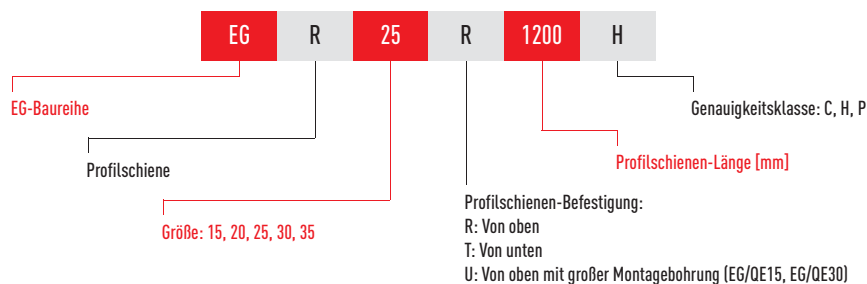 EG R 25 R 1200 H
EG-Baureihe
Genauigkeitsklasse: C, H, P
Profilschiene
Profilschienen-Länge [mm]
Größe: 15, 20, 25, 30, 35
Profilschienen-Befestigung:
R: Von oben
T: Von unten
U: Von oben mit großer Montagebohrung (EG/QE15, EG/QE30)